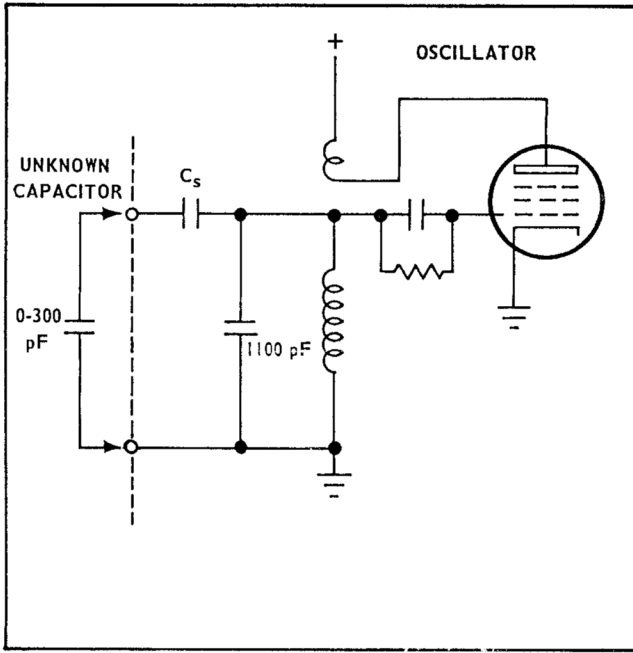 +
OSCILLATOR
UNKNOWN
CAPACITOR
Cs
0-300
pF
1100 pF